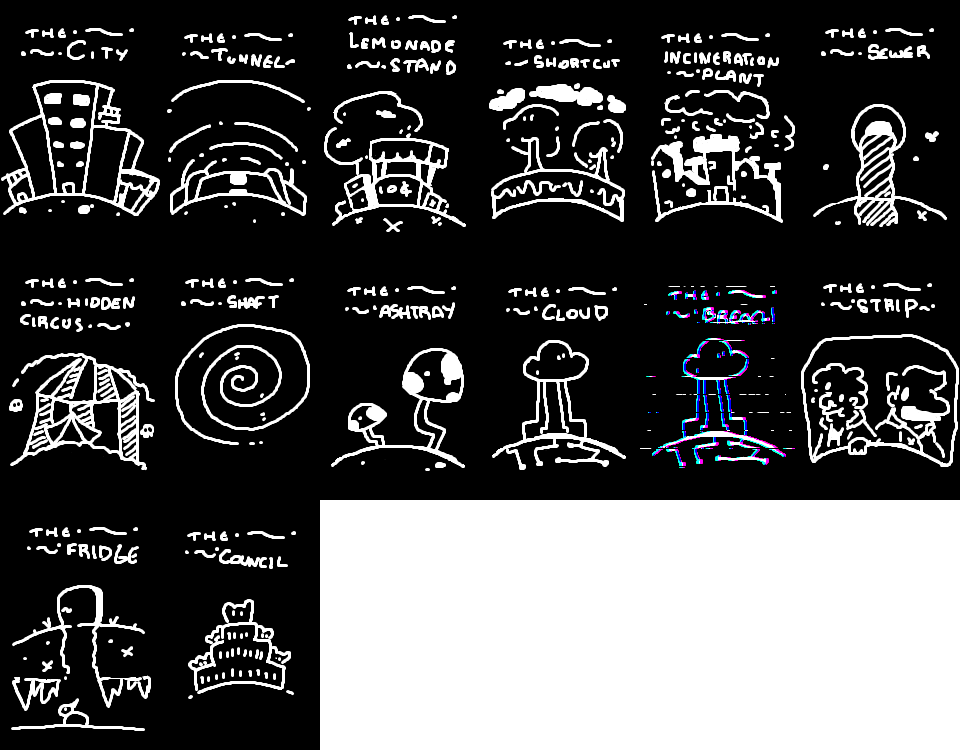 THE
CITY
THE
TUNNEL
THE
LEMONADE
STAND
10¢
THE
SHORTCUT
THE
INCINERATION
PLANT
THE
SEWER
THE
HIDDEN
CIRCUS
THE
SHAFT
THE
ASHTRAY
THE
CLOUD
THE
THE
STRIP
THE
FRIDGE
THE
COUNCIL